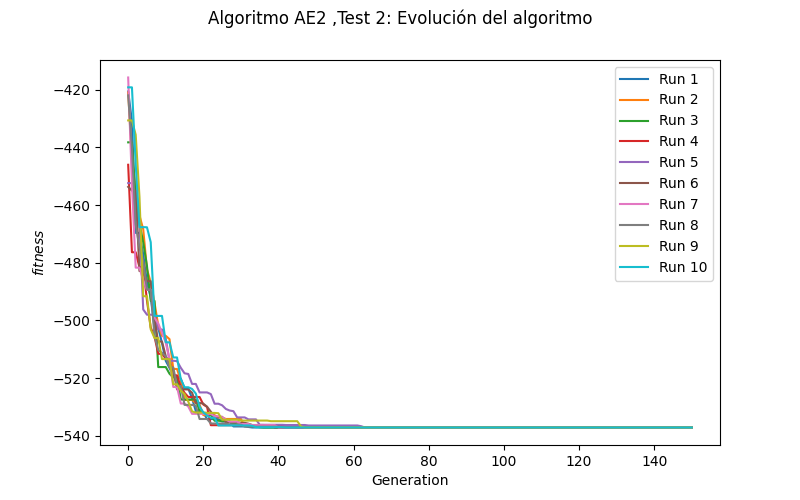 Algoritmo AE2 ,Test 2: Evolución del algoritmo
−420
−440
−460
−480
−500
−520
−540
fitness
0
20
40
60
80
100
120
140
Generation
Run 1
Run 2
Run 3
Run 4
Run 5
Run 6
Run 7
Run 8
Run 9
Run 10